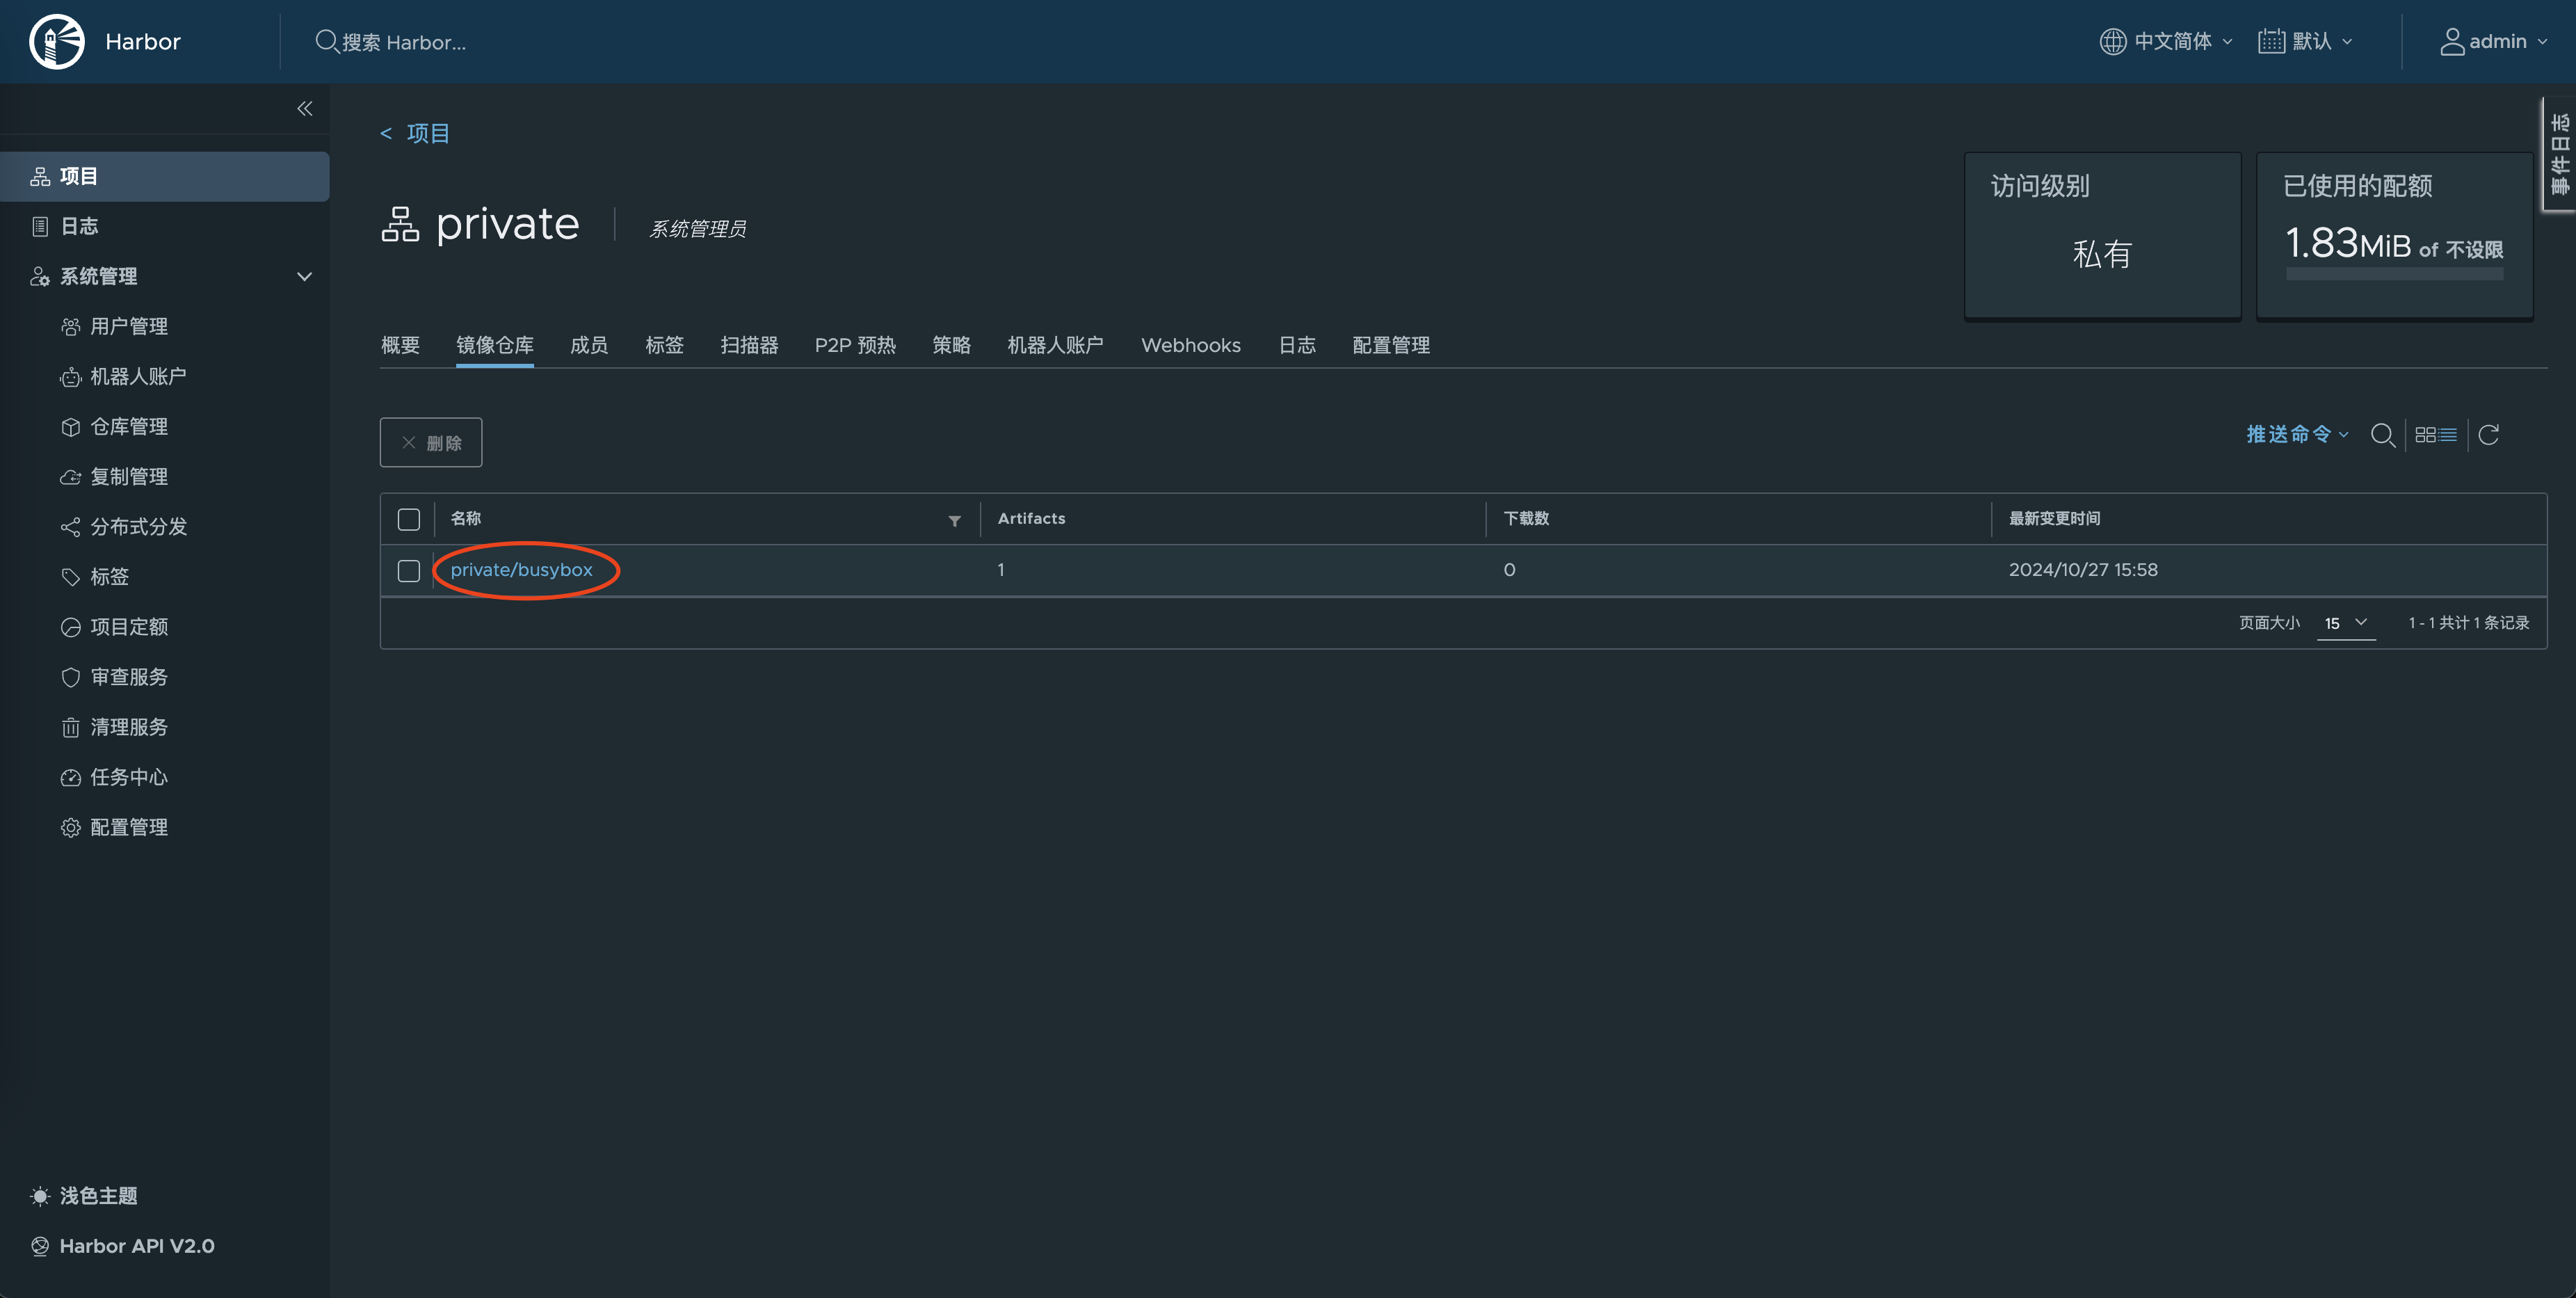 Harbor
搜索 Harbor...
中文简体
默认
admin
事件日志
项目
日志
系统管理
用户管理
机器人账户
仓库管理
复制管理
分布式分发
标签
项目定额
审查服务
清理服务
任务中心
配置管理
浅色主题
Harbor API V2.0
< 项目
private
系统管理员
访问级别
私有
已使用的配额
1.83MiB of 不设限
概要 镜像仓库 成员 标签 扫描器 P2P 预热 策略 机器人账户 Webhooks 日志 配置管理
删除
推送命令
名称 Artifacts 下载数 最新变更时间
private/busybox 1 0 2024/10/27 15:58
页面大小 15 1 - 1 共计 1 条记录